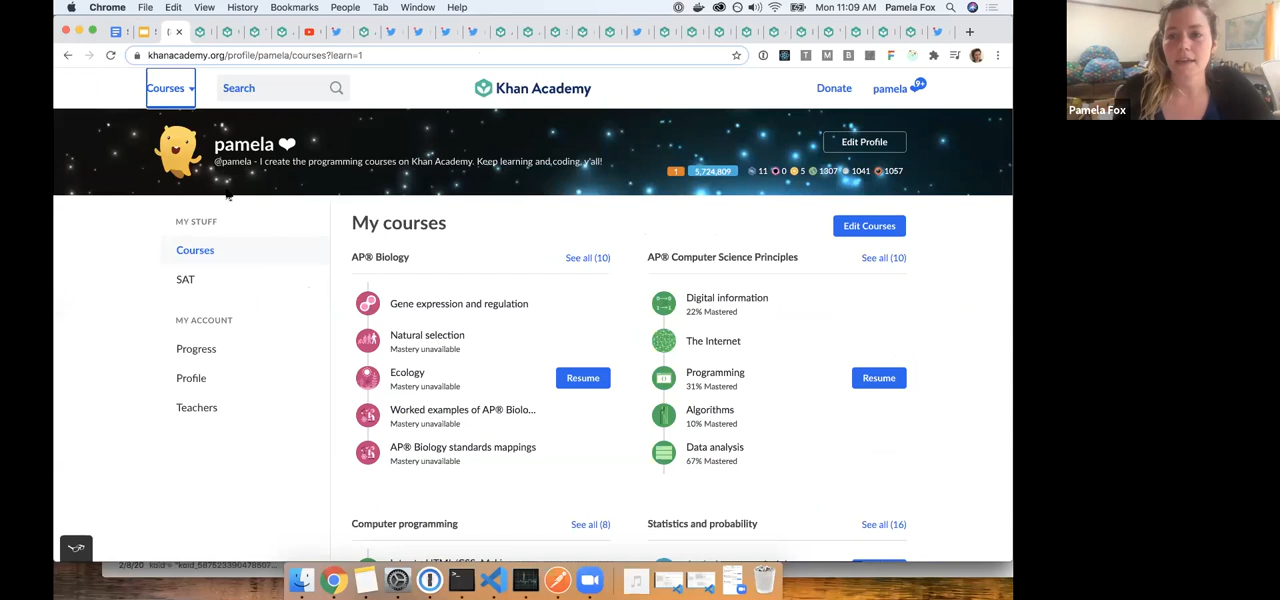 Chrome File Edit View History Bookmarks People Tab Window Help Mon 11:09 AM Pamela Fox
khanacademy.org/profile/pamela/courses?learn=1
Courses Search Khan Academy Donate pamela 9+
pamela
Edit Profile
@pamela - I create the programming courses on Khan Academy. Keep learning and coding, y'all!
1 5,724,809 11 0 5 1307 1041 1057
Pamela Fox
MY STUFF
Courses
SAT
MY ACCOUNT
Progress
Profile
Teachers
My courses
Edit Courses
AP® Biology See all (10)
Gene expression and regulation
Natural selection
Mastery unavailable
Ecology
Mastery unavailable
Resume
Worked examples of AP® Biolo...
Mastery unavailable
AP® Biology standards mappings
Mastery unavailable
AP® Computer Science Principles See all (10)
Digital information
22% Mastered
The Internet
Programming
31% Mastered
Resume
Algorithms
10% Mastered
Data analysis
67% Mastered
Computer programming See all (8)
Statistics and probability See all (16)